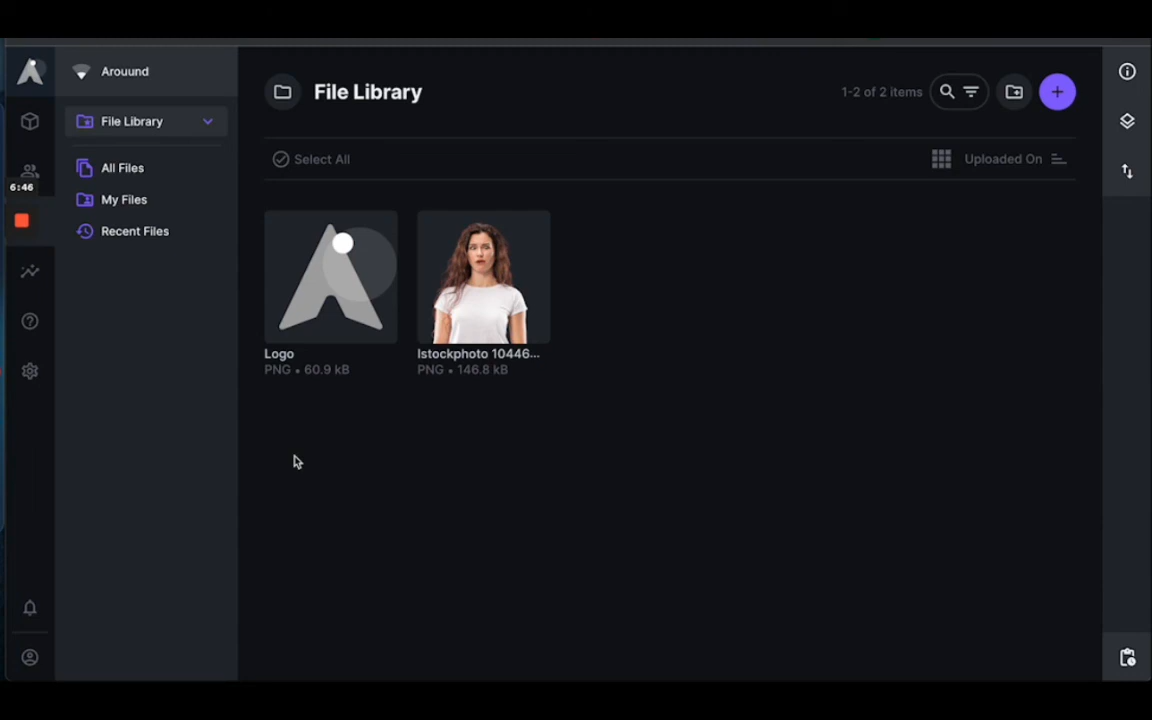 Arouund
File Library
1-2 of 2 items
File Library
Select All
Uploaded On
All Files
6:46
My Files
Recent Files
Logo
PNG • 60.9 kB
Istockphoto 10446...
PNG • 146.8 kB